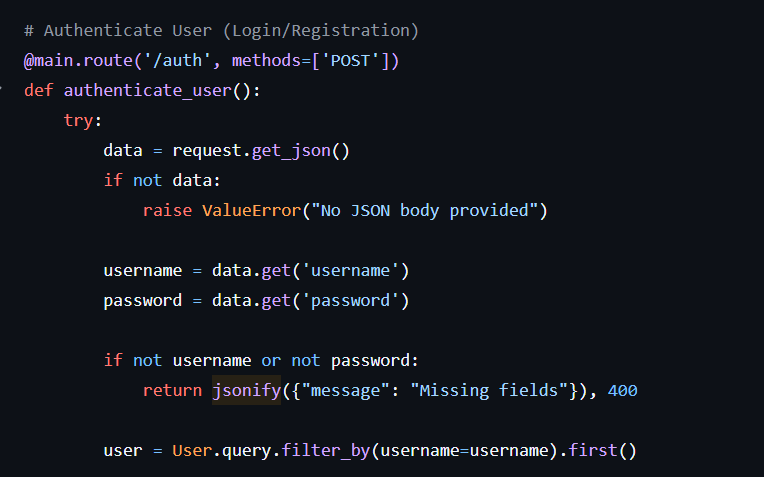 # Authenticate User (Login/Registration)
@main.route('/auth', methods=['POST'])
def authenticate_user():
    try:
        data = request.get_json()
        if not data:
            raise ValueError("No JSON body provided")

        username = data.get('username')
        password = data.get('password')

        if not username or not password:
            return jsonify({"message": "Missing fields"}), 400

        user = User.query.filter_by(username=username).first()